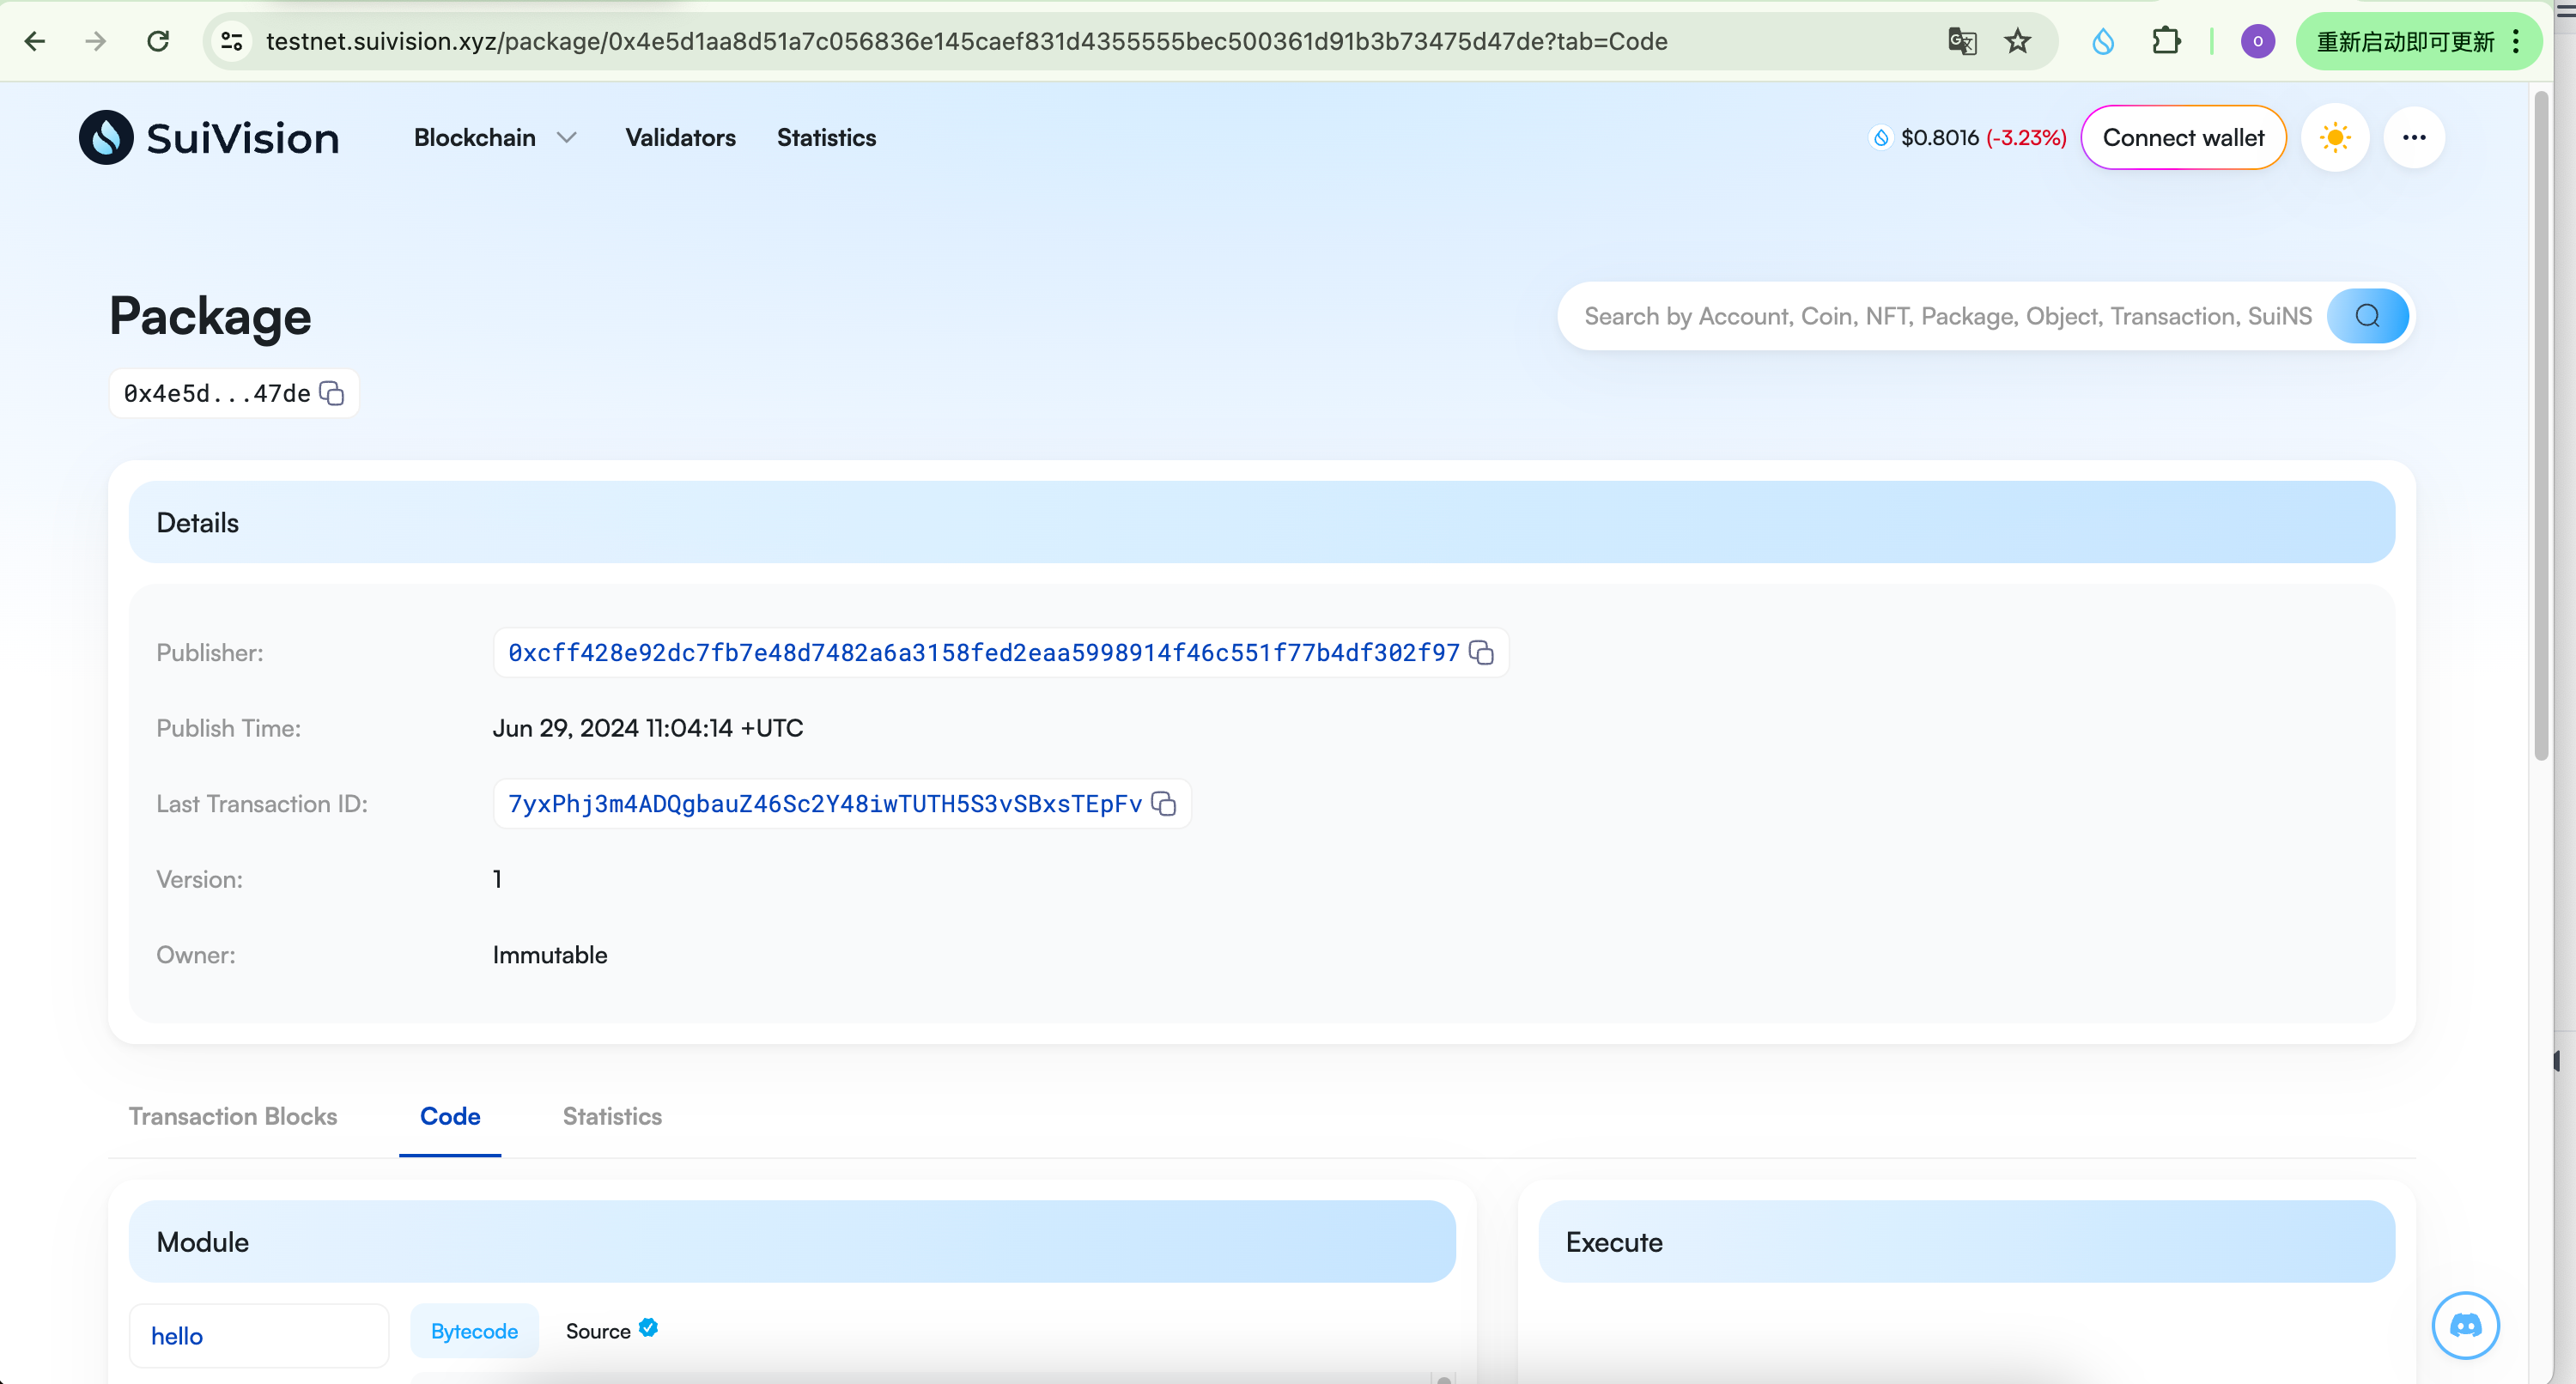 testnet.suivision.xyz/package/0x4e5d1aa8d51a7c056836e145caef831d4355555bec500361d91b3b73475d47de?tab=Code
O
重新启动即可更新
SuiVision
Blockchain
Validators
Statistics
$0.8016 (-3.23%)
Connect wallet
Package
Search by Account, Coin, NFT, Package, Object, Transaction, SuiNS
0x4e5d...47de
Details
Publisher:
0xcff428e92dc7fb7e48d7482a6a3158fed2eaa5998914f46c551f77b4df302f97
Publish Time:
Jun 29, 2024 11:04:14 +UTC
Last Transaction ID:
7yxPhj3m4ADQgbauZ46Sc2Y48iwTUTH5S3vSBxsTEpFv
Version:
1
Owner:
Immutable
Transaction Blocks
Code
Statistics
Module
Execute
hello
Bytecode
Source